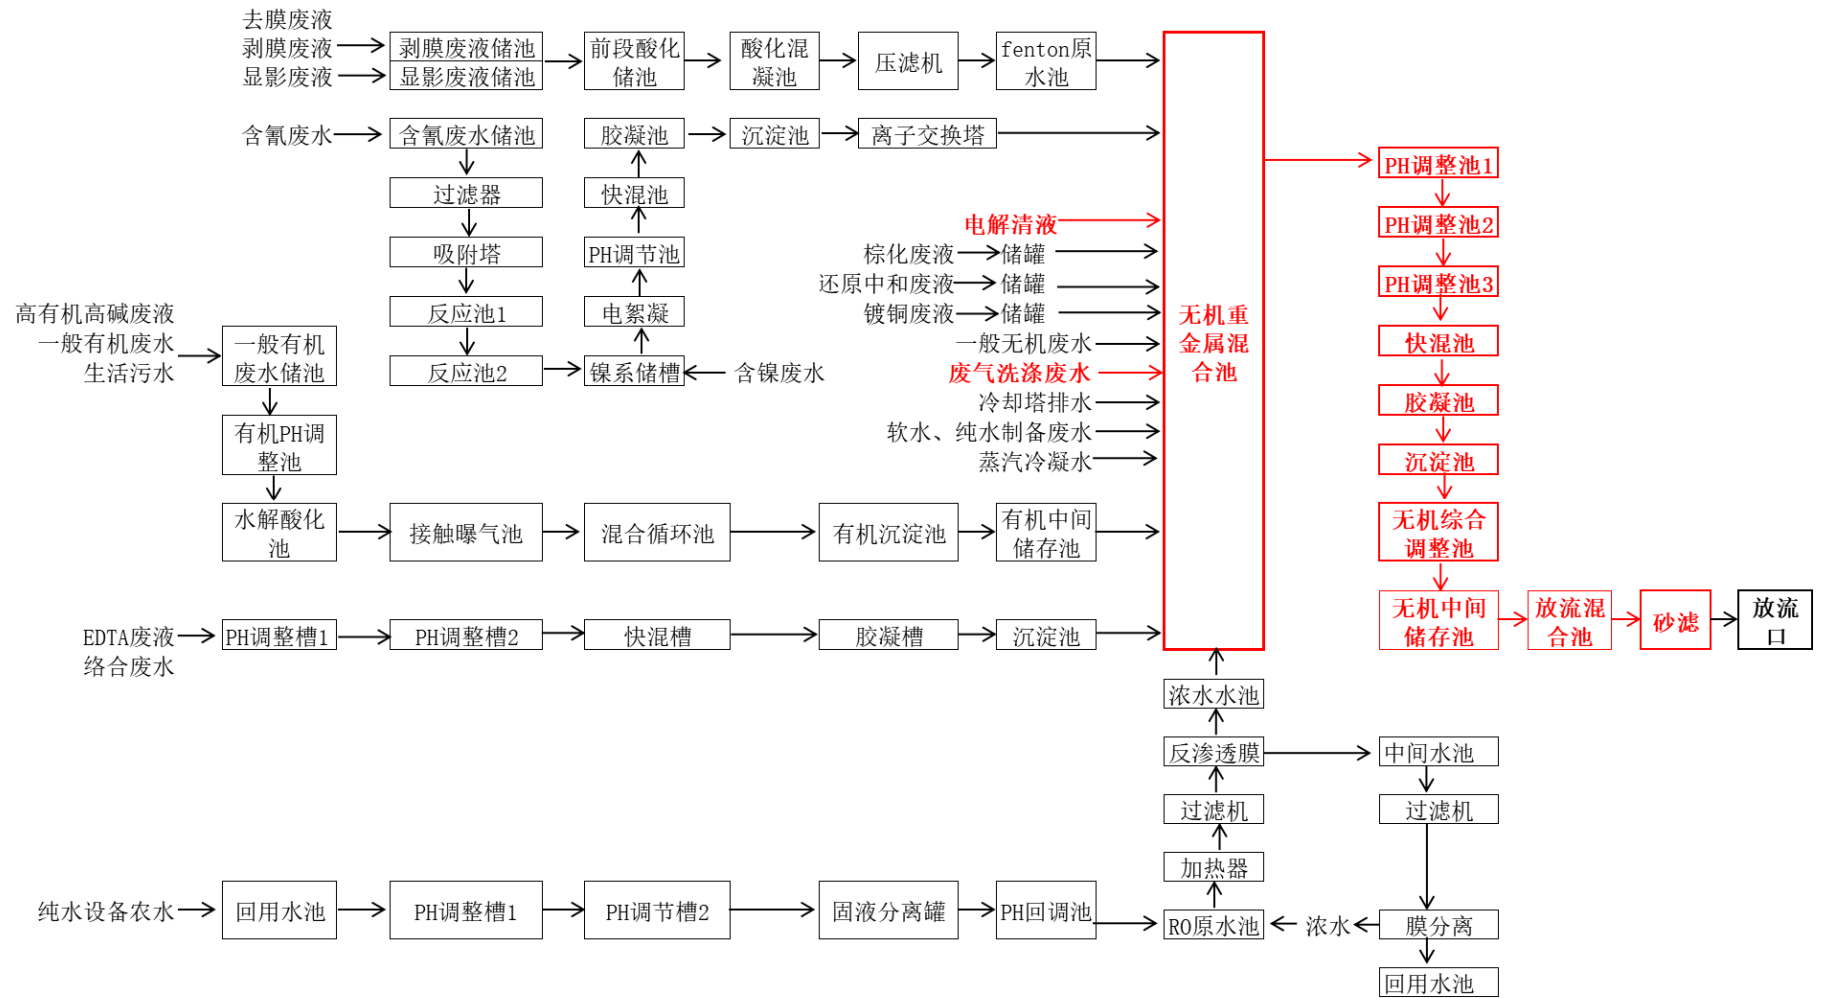 去膜废液
剥膜废液
显影废液
剥膜废液储池
显影废液储池
前段酸化
储池
酸化混
凝池
压滤机
fenton原
水池
含氰废水
含氰废水储池
过滤器
吸附塔
反应池1
反应池2
胶凝池
快混池
PH调节池
电絮凝
镍系储槽
含镍废水
沉淀池
离子交换塔
电解清液
棕化废液
储罐
还原中和废液
储罐
镀铜废液
储罐
一般无机废水
废气洗涤废水
冷却塔排水
软水、纯水制备废水
蒸汽冷凝水
无机重
金属混
合池
高有机高碱废液
一般有机废水
生活污水
一般有机
废水储池
有机PH调
整池
水解酸化
池
接触曝气池
混合循环池
有机沉淀池
有机中间
储存池
EDTA废液
络合废水
PH调整槽1
PH调整槽2
快混槽
胶凝槽
沉淀池
PH调整池1
PH调整池2
PH调整池3
快混池
胶凝池
沉淀池
无机综合
调整池
无机中间
储存池
放流混
合池
砂滤
放流
口
浓水水池
反渗透膜
过滤机
加热器
RO原水池
中间水池
过滤机
膜分离
浓水
回用水池
纯水设备农水
回用水池
PH调整槽1
PH调节槽2
固液分离罐
PH回调池